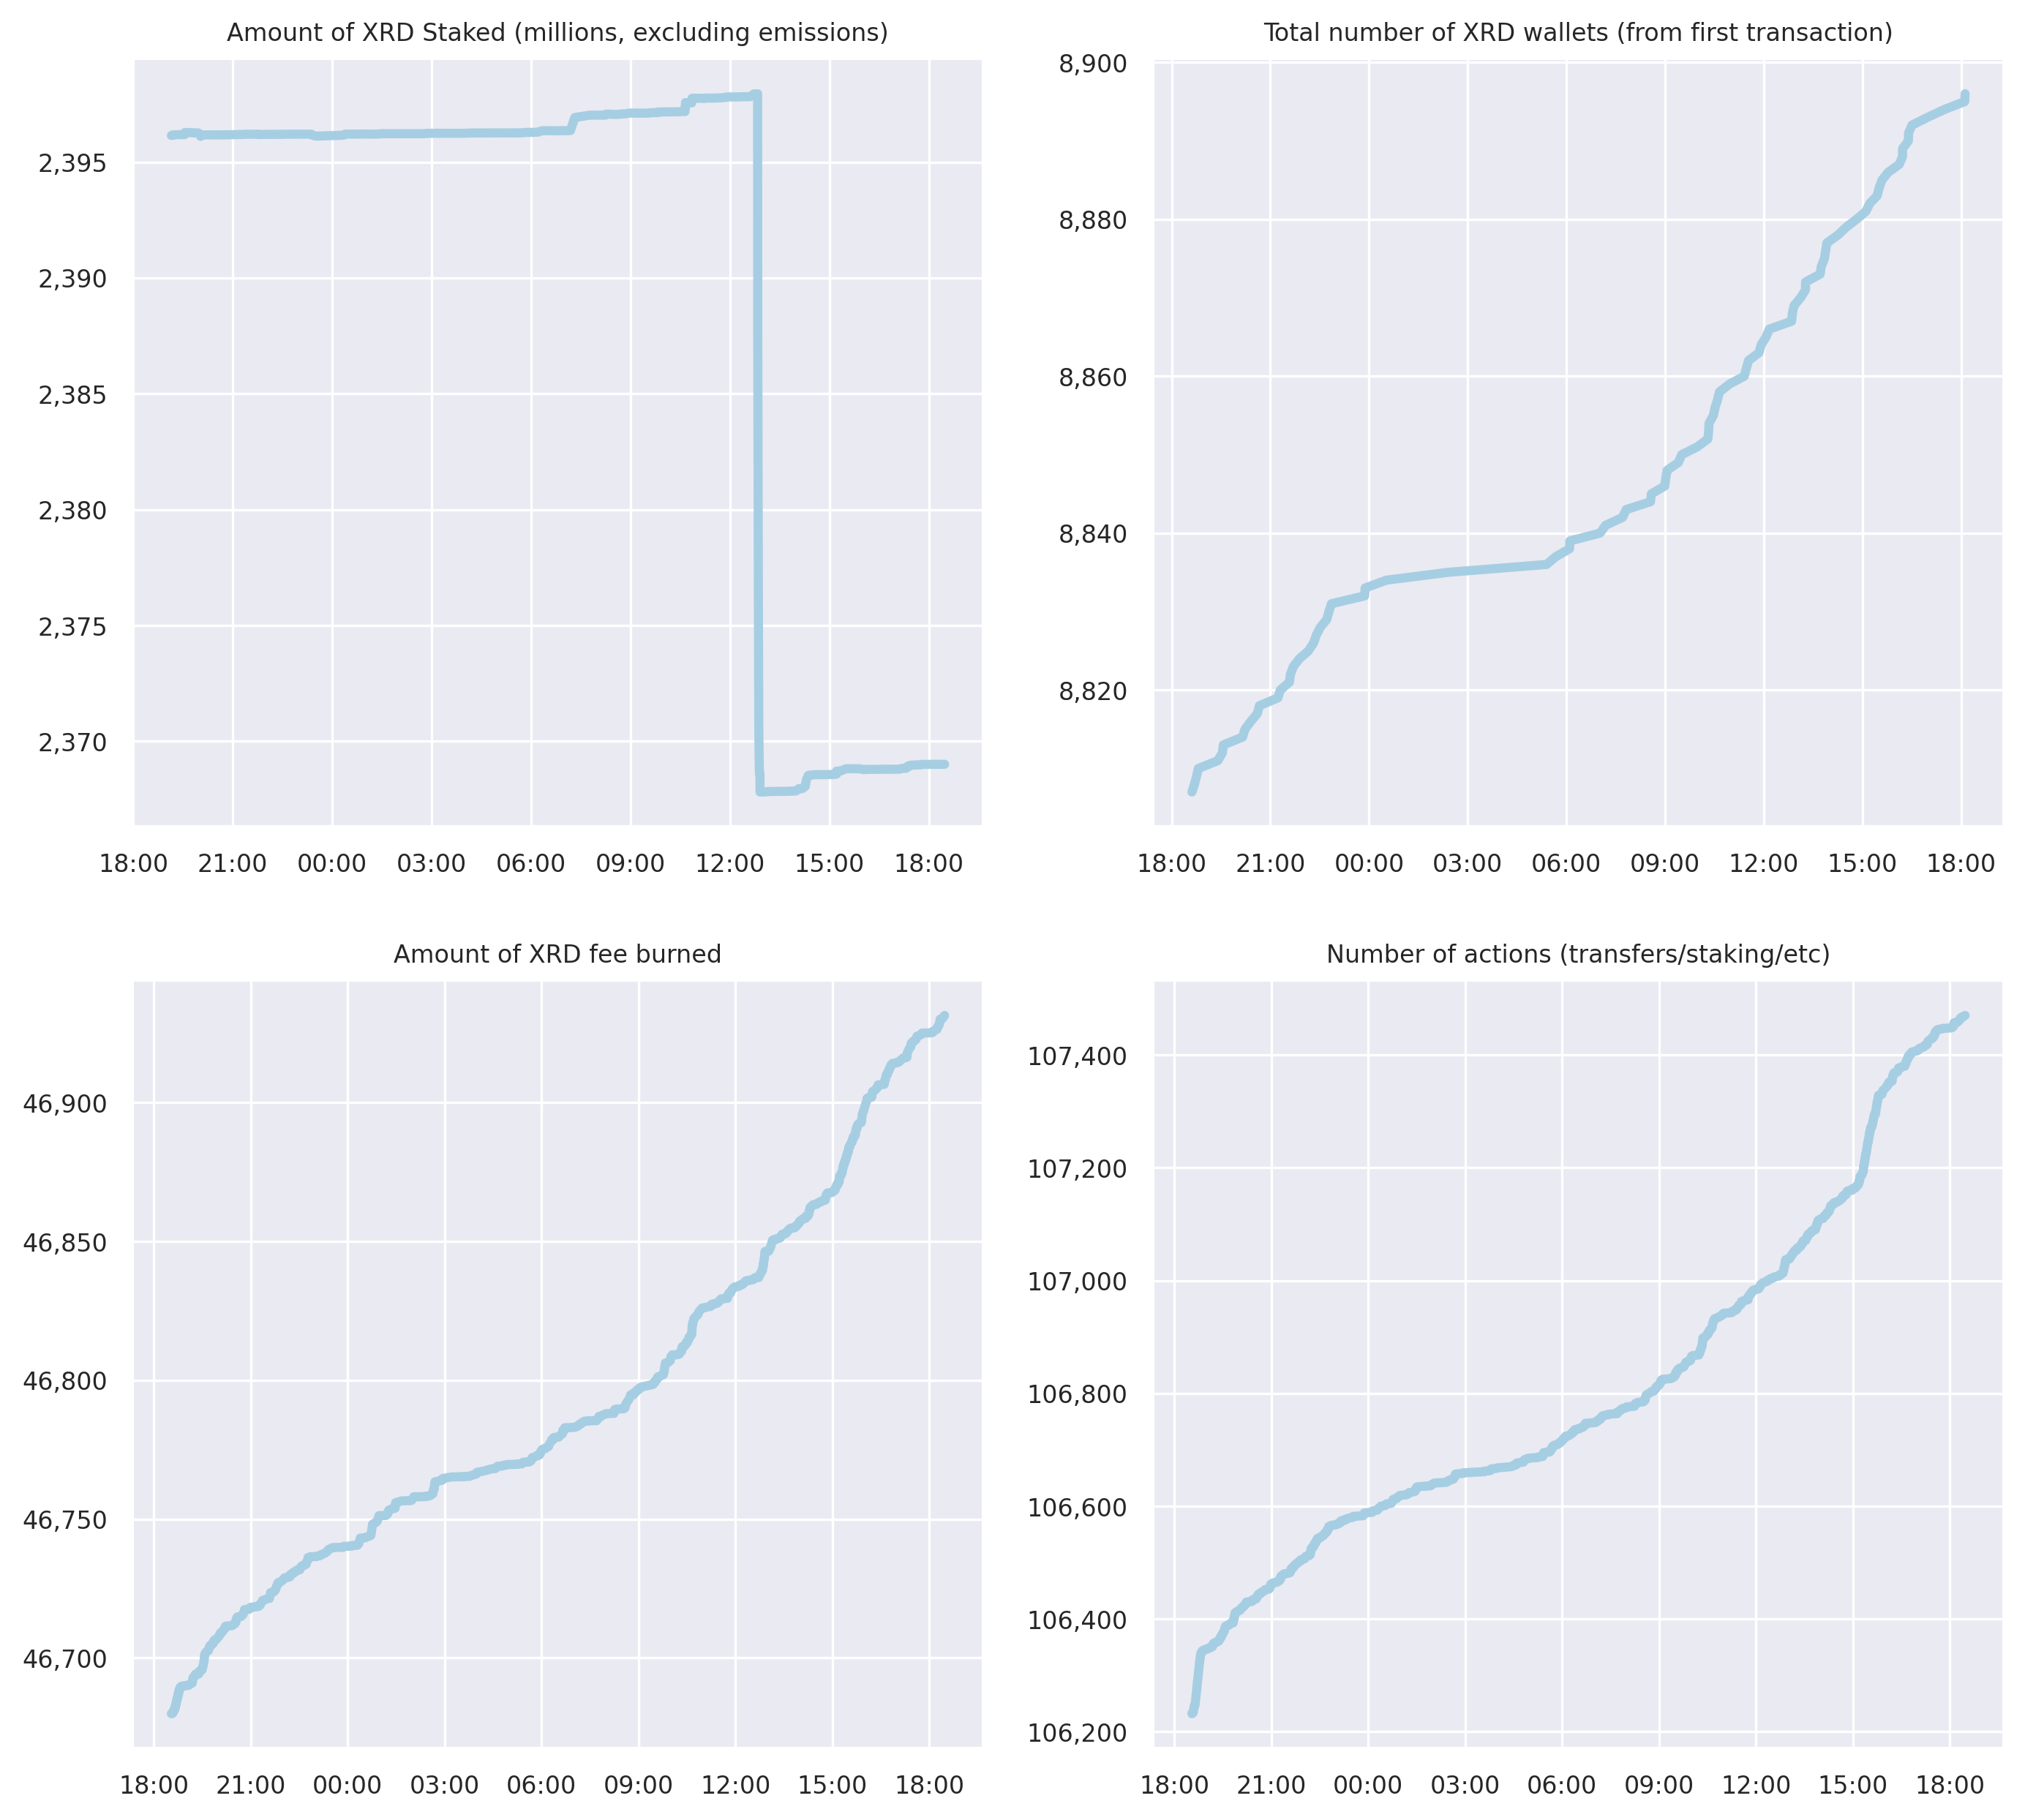 Amount of XRD Staked (millions, excluding emissions)
2,395
2,390
2,385
2,380
2,375
2,370
18:00 21:00 00:00 03:00 06:00 09:00 12:00 15:00 18:00
Total number of XRD wallets (from first transaction)
8,900
8,880
8,860
8,840
8,820
18:00 21:00 00:00 03:00 06:00 09:00 12:00 15:00 18:00
Amount of XRD fee burned
46,900
46,850
46,800
46,750
46,700
18:00 21:00 00:00 03:00 06:00 09:00 12:00 15:00 18:00
Number of actions (transfers/staking/etc)
107,400
107,200
107,000
106,800
106,600
106,400
106,200
18:00 21:00 00:00 03:00 06:00 09:00 12:00 15:00 18:00